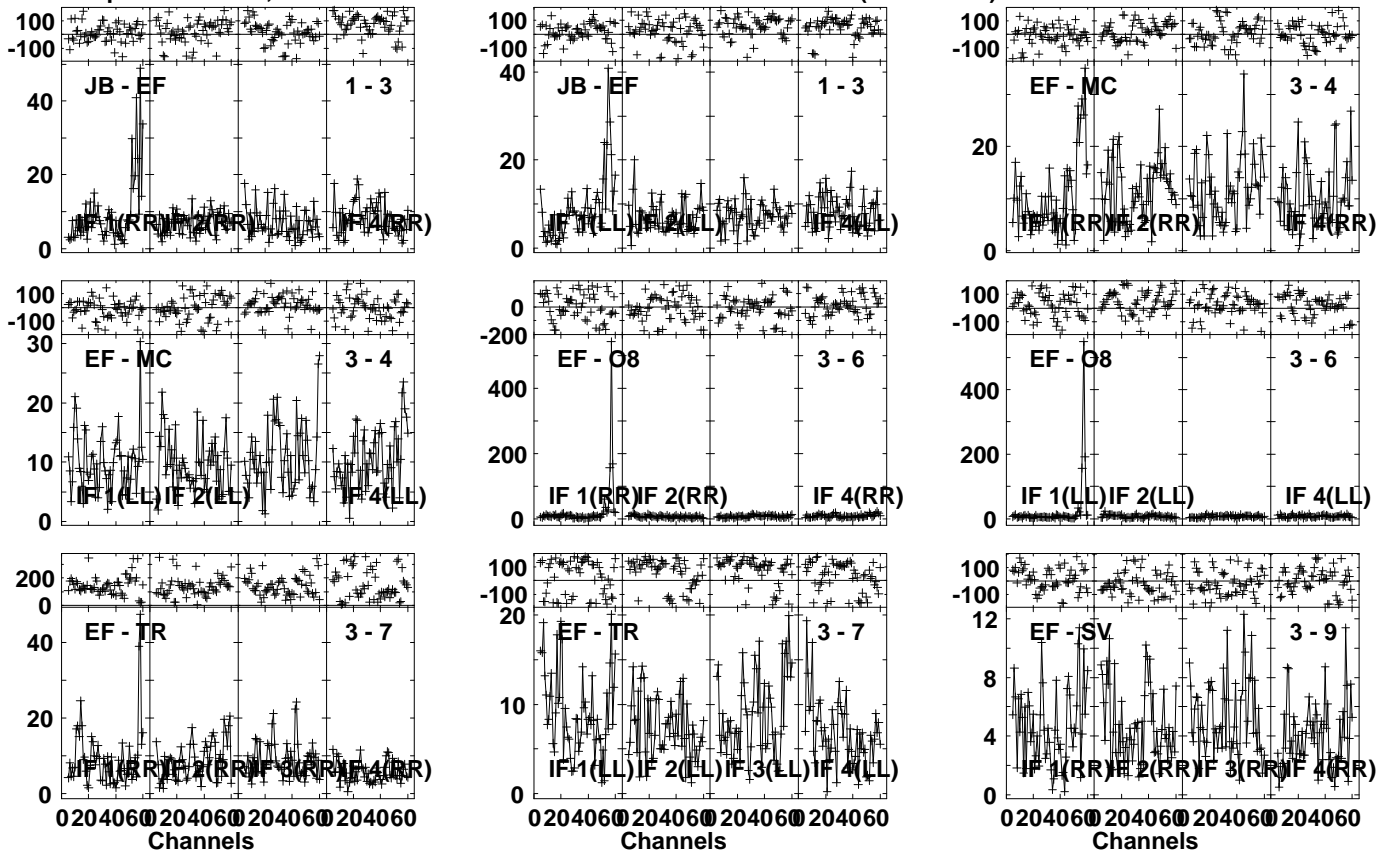 100
-100
100
-100
100
-100
JB - EF
1 - 3
JB - EF
1 - 3
EF - MC
3 - 4
40
20
0
40
20
0
20
0
IF 1(RR)
IF 2(RR)
IF 4(RR)
IF 1(LL)
IF 2(LL)
IF 4(LL)
IF 1(RR)
IF 2(RR)
IF 4(RR)
100
-100
0
-200
100
-100
EF - MC
3 - 4
EF - O8
3 - 6
EF - O8
3 - 6
30
20
10
0
400
200
0
400
200
0
IF 1(LL)
IF 2(LL)
IF 4(LL)
IF 1(RR)
IF 2(RR)
IF 4(RR)
IF 1(LL)
IF 2(LL)
IF 4(LL)
200
0
100
-100
100
-100
EF - TR
3 - 7
EF - TR
3 - 7
EF - SV
3 - 9
40
20
0
20
10
0
12
8
4
0
IF 1(RR)
IF 2(RR)
IF 3(RR)
IF 4(RR)
IF 1(LL)
IF 2(LL)
IF 3(LL)
IF 4(LL)
IF 1(RR)
IF 2(RR)
IF 3(RR)
IF 4(RR)
0 20 40 60 0 20 40 60 0 20 40 60 0 20 40 60
0 20 40 60 0 20 40 60 0 20 40 60 0 20 40 60
0 20 40 60 0 20 40 60 0 20 40 60 0 20 40 60
Channels
Channels
Channels